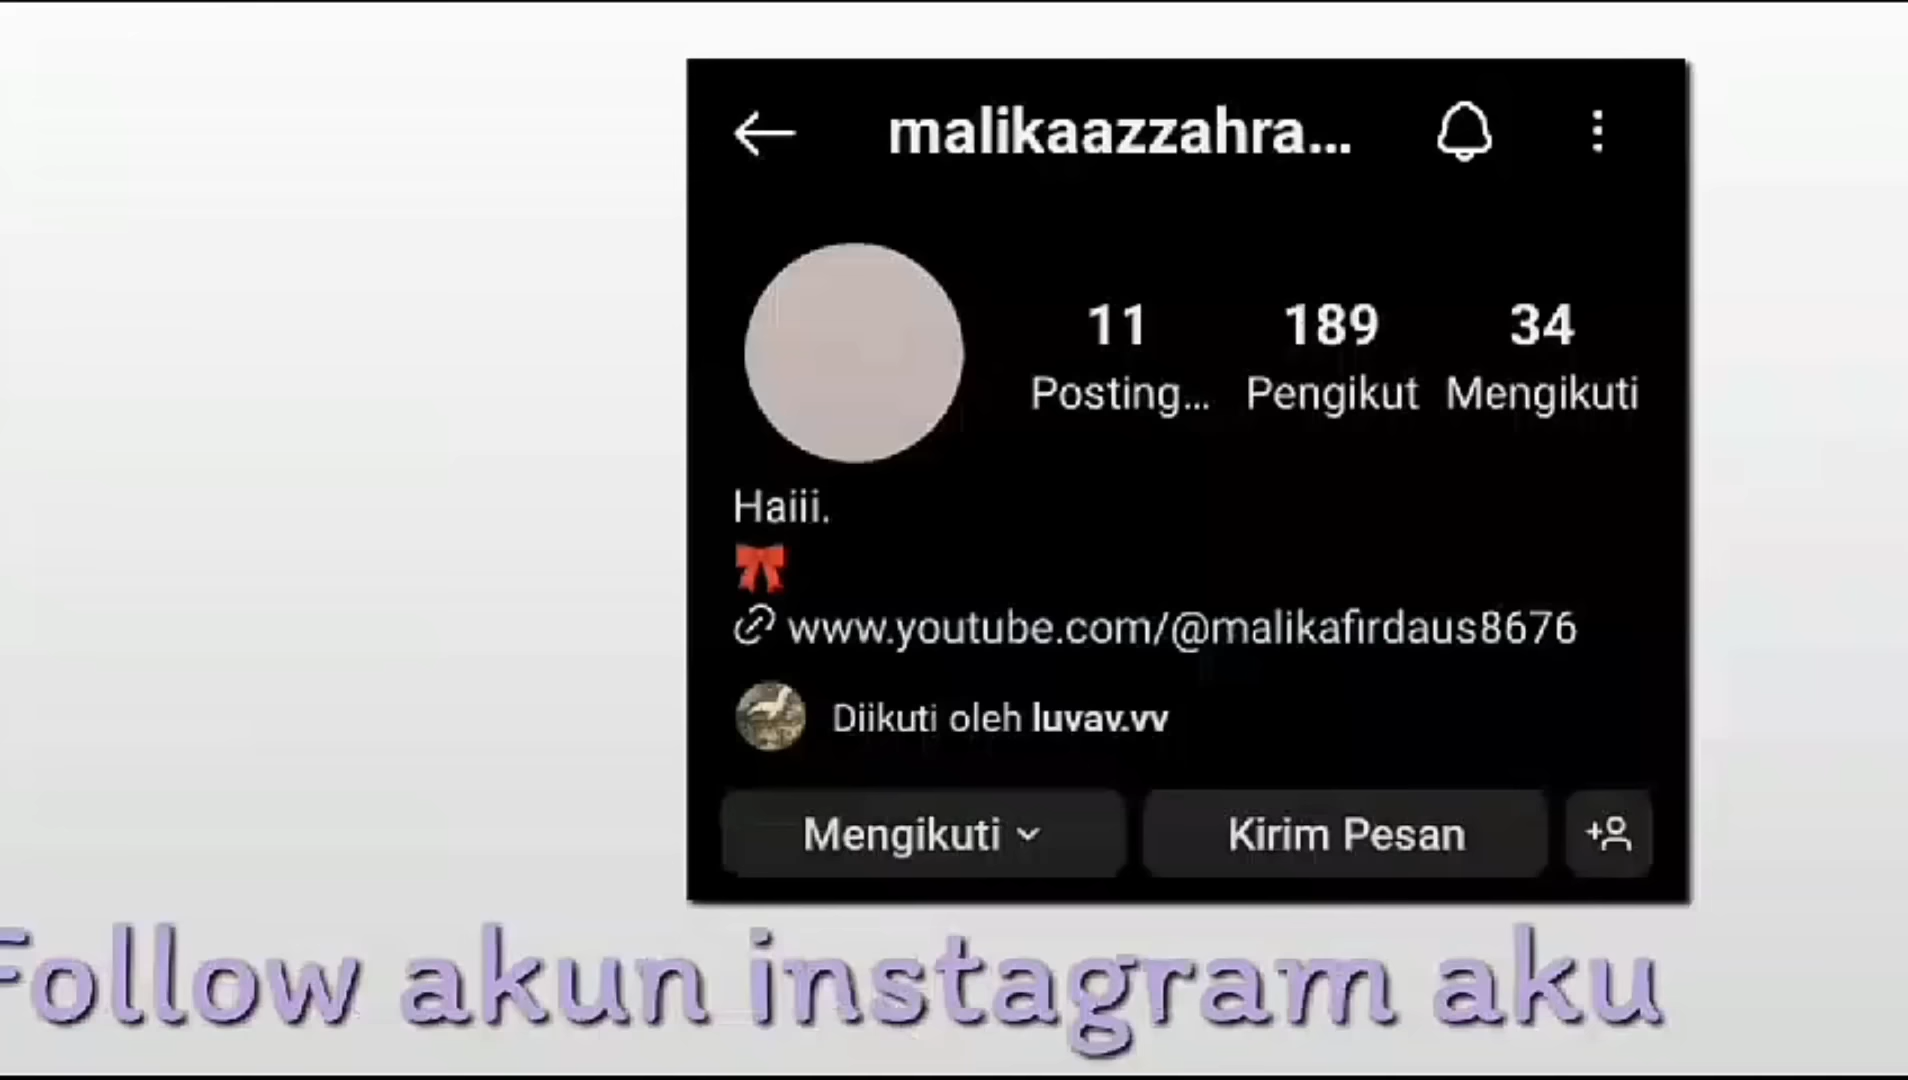 malikaazzahra...
11 189 34
Posting... Pengikut Mengikuti
Haiii.
www.youtube.com/@malikafirdaus8676
Diikuti oleh luvav.vv
Mengikuti Kirim Pesan
Follow akun instagram aku